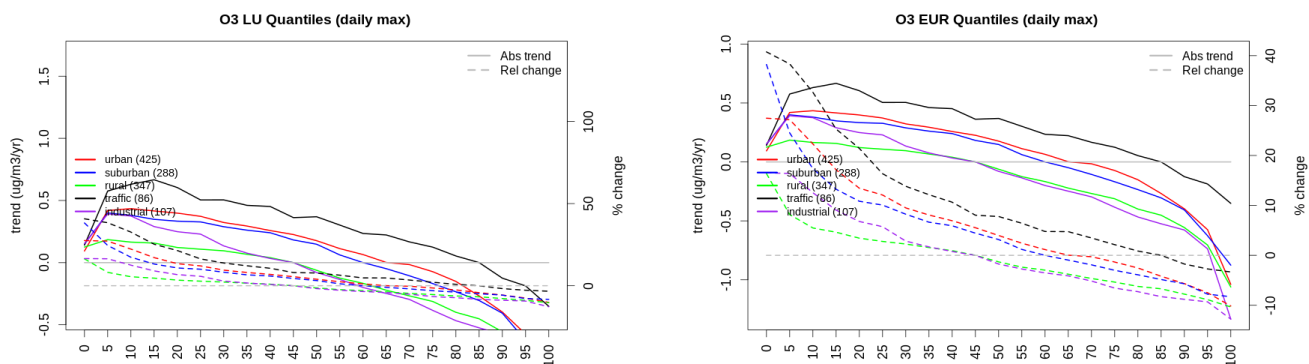 O3 LU Quantiles (daily max)
trend (ug/m3/yr)
1.5
1.0
0.5
0.0
-0.5
Abs trend
Rel change
urban (425)
suburban (288)
rural (347)
traffic (86)
industrial (107)
100
50
0
% change
0 5 10 15 20 25 30 35 40 45 50 55 60 65 70 75 80 85 90 95 100
O3 EUR Quantiles (daily max)
trend (ug/m3/yr)
1.0
0.5
0.0
-0.5
-1.0
Abs trend
Rel change
urban (425)
suburban (288)
rural (347)
traffic (86)
industrial (107)
40
30
20
10
0
-10
% change
0 5 10 15 20 25 30 35 40 45 50 55 60 65 70 75 80 85 90 95 100